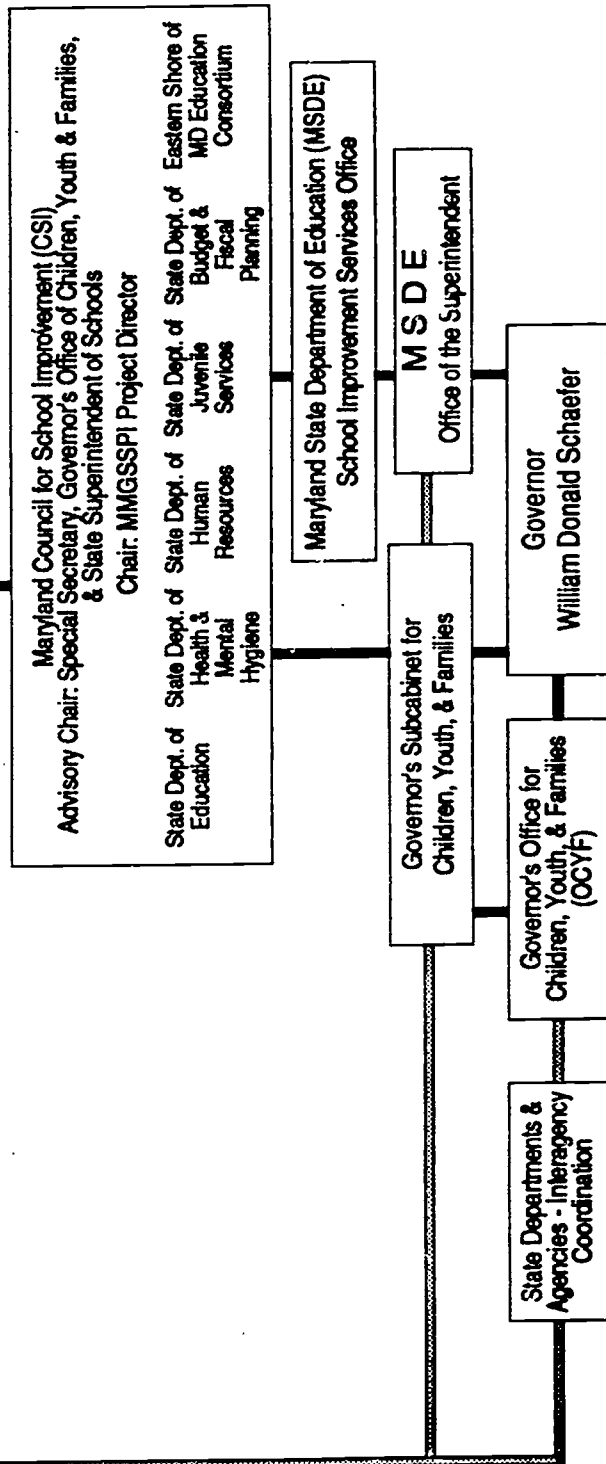 Maryland Council for School Improvement (CSI)
Advisory Chair: Special Secretary, Governor's Office of Children, Youth & Families,
& State Superintendent of Schools
Chair: MMGSSPI Project Director
State Dept. of
Education
State Dept. of
Health &
Mental
Hygiene
State Dept. of
Human
Resources
State Dept. of
Juvenile
Services
State Dept. of
Budget &
Fiscal
Planning
Eastern Shore of
MD Education
Consortium
Maryland State Department of Education (MSDE)
School Improvement Services Office
Governor's Subcabinet for
Children, Youth, & Families
MSDE
Office of the Superintendent
State Departments &
Agencies - Interagency
Coordination
Governor's Office for
Children, Youth, & Families
(OCYF)
Governor
William Donald Schaefer